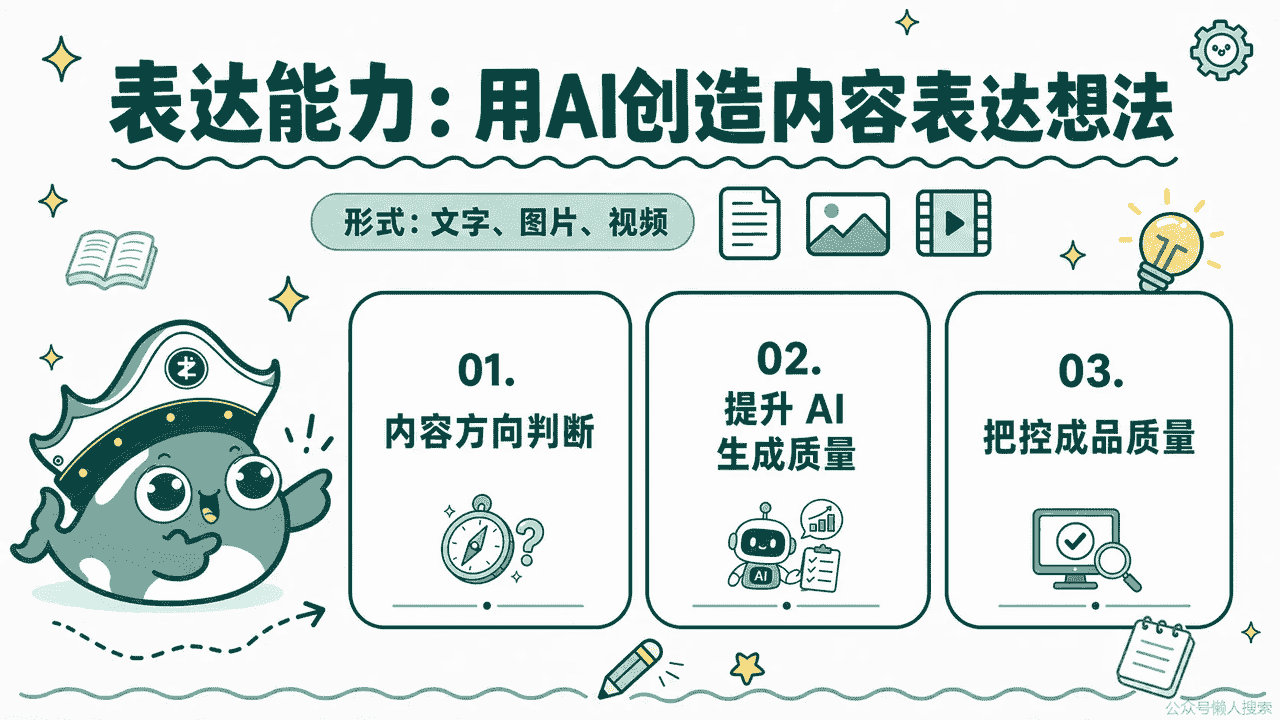 表达能力：用AI创造内容表达想法
形式：文字、图片、视频
01.
内容方向判断
02.
提升 AI
生成质量
AI
03.
把控成品质量
公众号懒人搜索